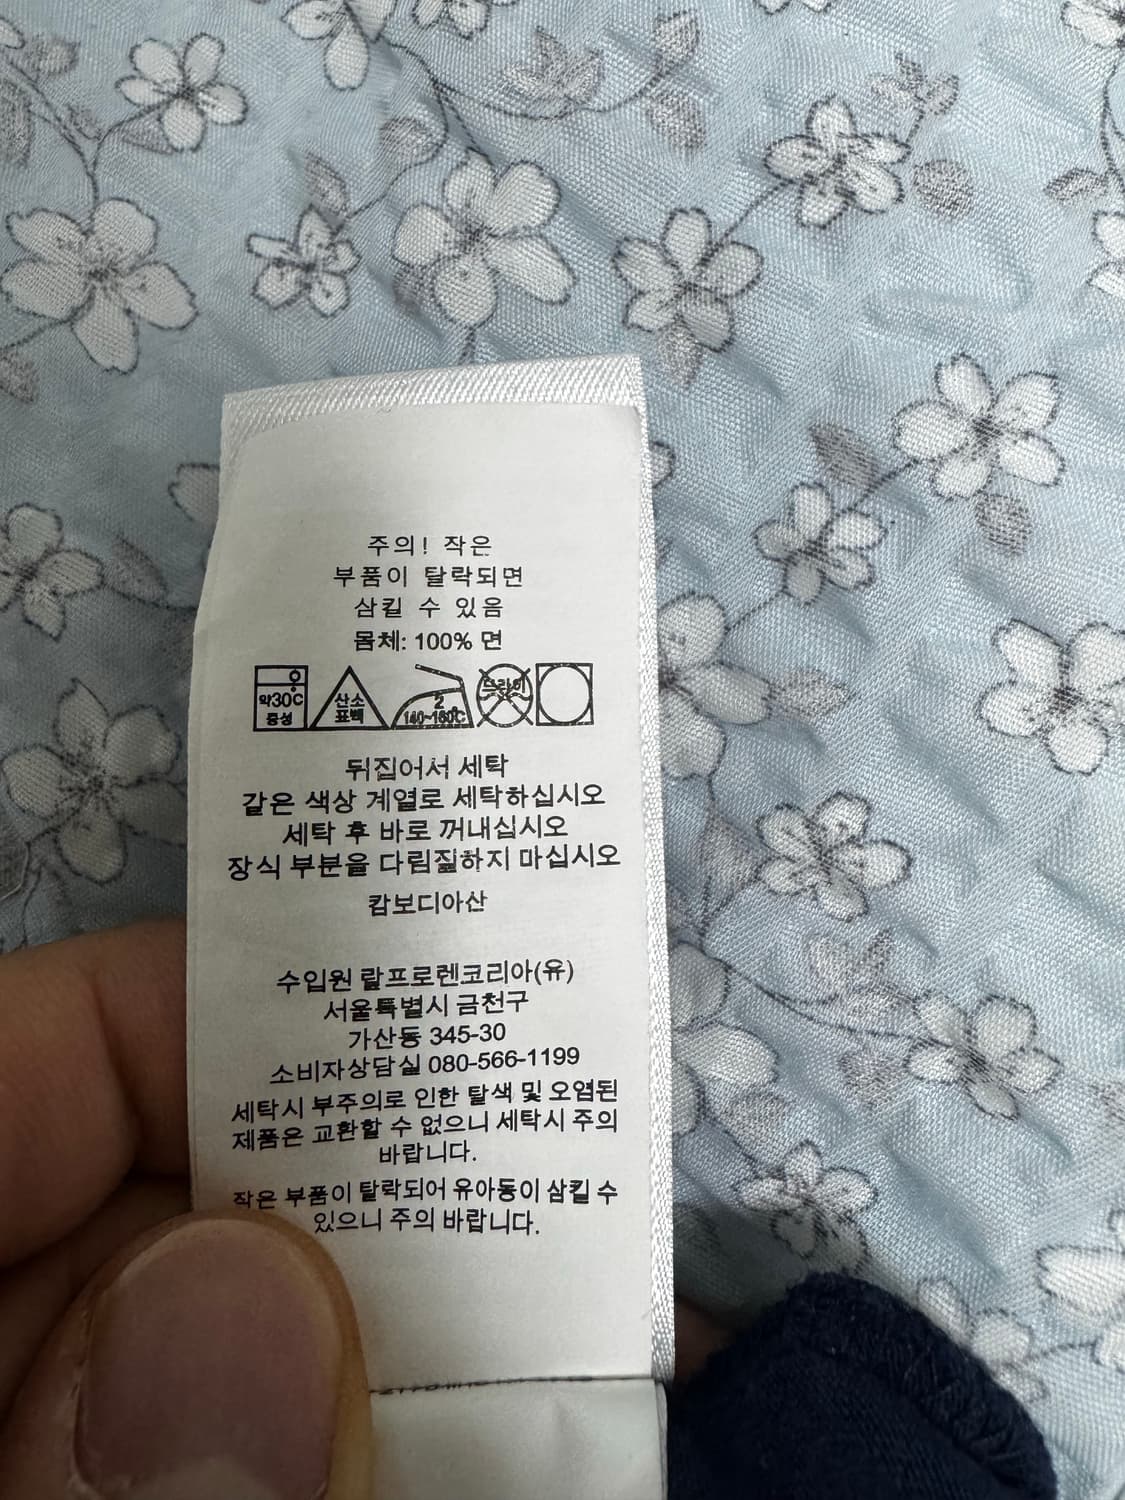 주의! 작은
부품이 탈락되면
삼킬 수 있음
몸체: 100% 면
약30℃
중성
산소
표백
2
140~160℃
드라이
뒤집어서 세탁
같은 색상 계열로 세탁하십시오
세탁 후 바로 꺼내십시오
장식 부분을 다림질하지 마십시오
캄보디아산
수입원 랄프로렌코리아(유)
서울특별시 금천구
가산동 345-30
소비자상담실 080-566-1199
세탁시 부주의로 인한 탈색 및 오염된
제품은 교환할 수 없으니 세탁시 주의
바랍니다.
작은 부품이 탈락되어 유아동이 삼킬 수
있으니 주의 바랍니다.